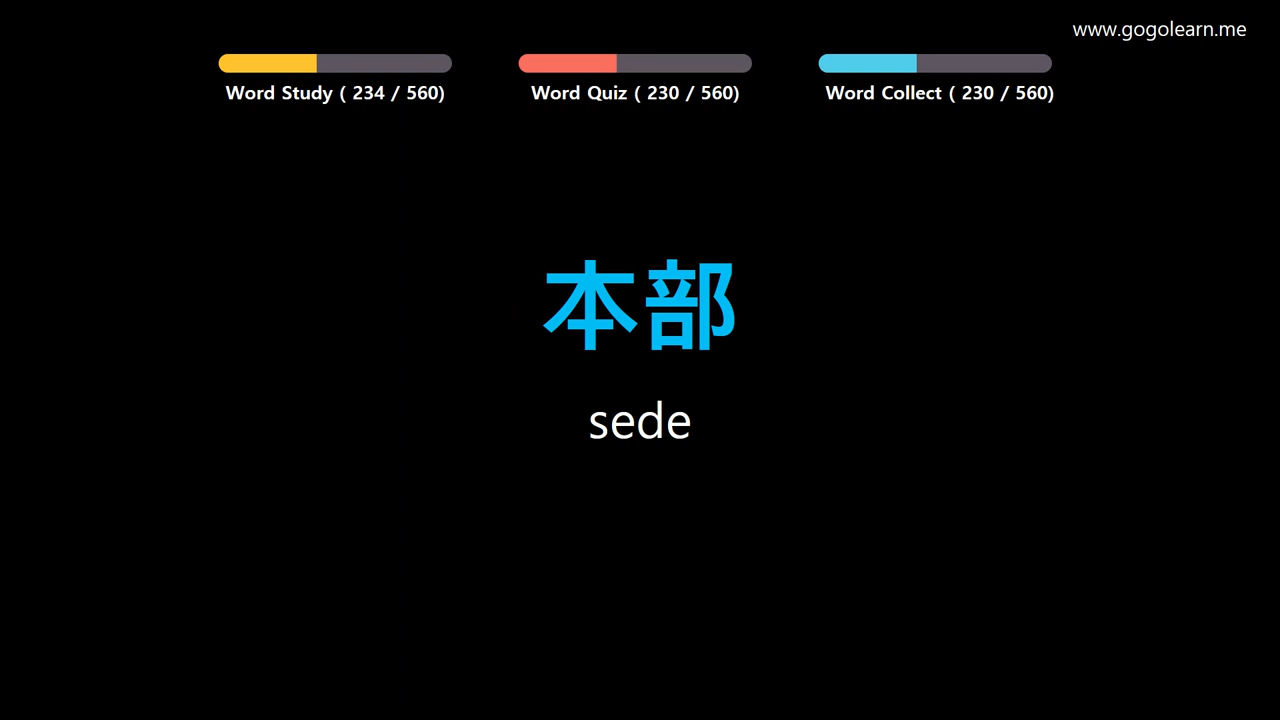 www.gogolearn.me
Word Study ( 234 / 560)
Word Quiz ( 230 / 560)
Word Collect ( 230 / 560)
本部
sede